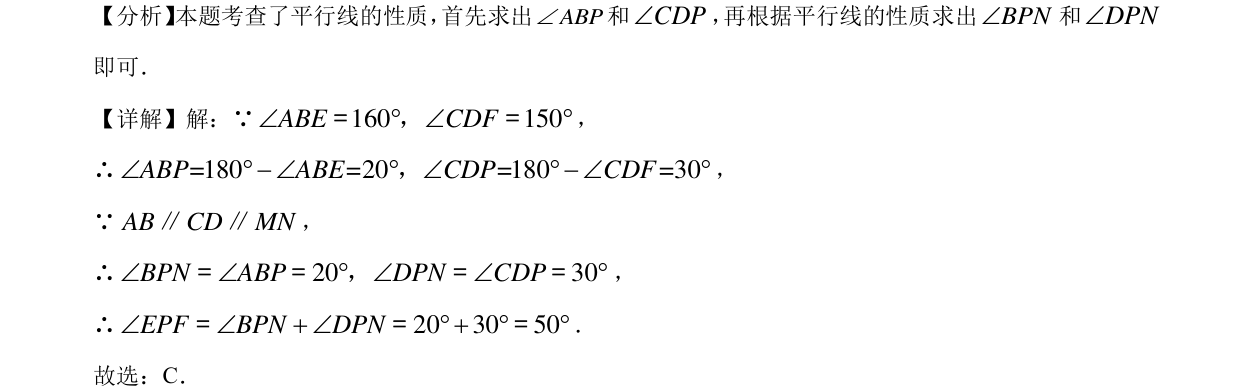 【分析】本题考查了平行线的性质，首先求出∠ABP和∠CDP，再根据平行线的性质求出∠BPN 和∠DPN
即可．
【详解】解：∵∠ABE＝160°，∠CDF＝150°，
∴∠ABP=180°－∠ABE=20°，∠CDP=180°－∠CDF=30°，
∵ AB∥CD∥MN，
∴∠BPN＝∠ABP＝20°，∠DPN＝∠CDP＝30°，
∴∠EPF＝∠BPN＋∠DPN＝20°＋30°＝50°．
故选：C．